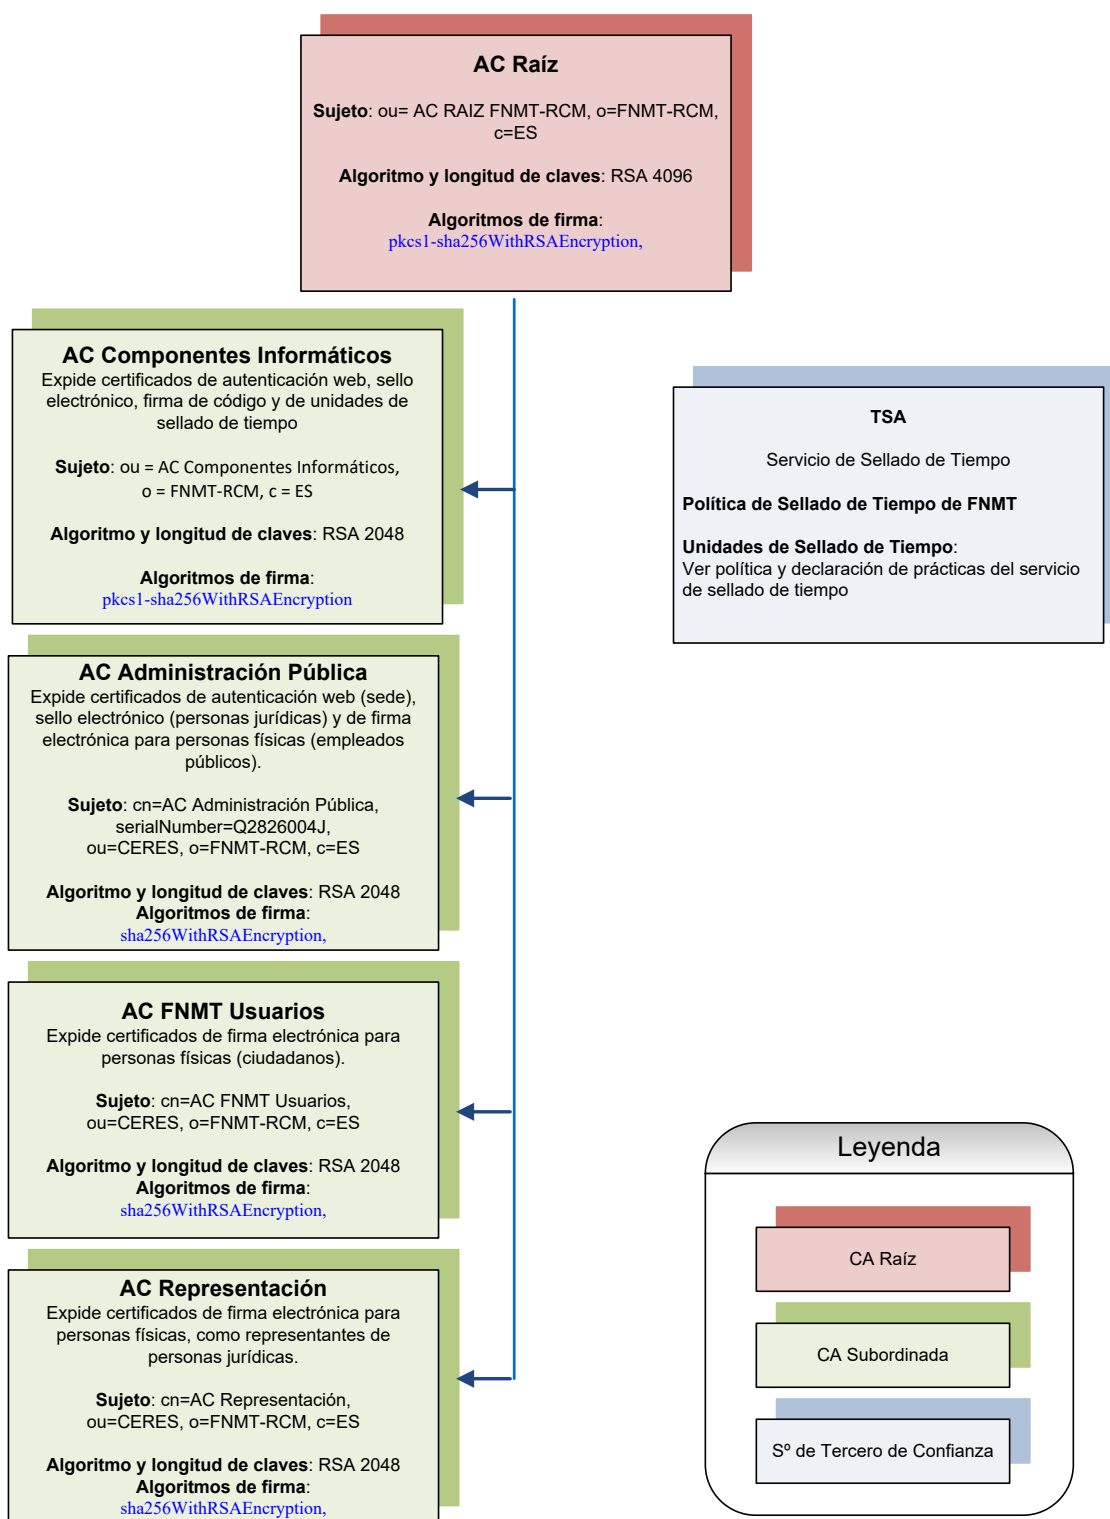 AC Raíz
Sujeto: ou= AC RAIZ FNMT-RCM, o=FNMT-RCM,
c=ES
Algoritmo y longitud de claves: RSA 4096
Algoritmos de firma:
pkcs1-sha256WithRSAEncryption,
AC Componentes Informáticos
Expide certificados de autenticación web, sello
electrónico, firma de código y de unidades de
sellado de tiempo
Sujeto: ou = AC Componentes Informáticos,
o = FNMT-RCM, c = ES
Algoritmo y longitud de claves: RSA 2048
Algoritmos de firma:
pkcs1-sha256WithRSAEncryption
TSA
Servicio de Sellado de Tiempo
Política de Sellado de Tiempo de FNMT
Unidades de Sellado de Tiempo:
Ver política y declaración de prácticas del servicio
de sellado de tiempo
AC Administración Pública
Expide certificados de autenticación web (sede),
sello electrónico (personas jurídicas) y de firma
electrónica para personas físicas (empleados
públicos).
Sujeto: cn=AC Administración Pública,
serialNumber=Q2826004J,
ou=CERES, o=FNMT-RCM, c=ES
Algoritmo y longitud de claves: RSA 2048
Algoritmos de firma:
sha256WithRSAEncryption,
AC FNMT Usuarios
Expide certificados de firma electrónica para
personas físicas (ciudadanos).
Sujeto: cn=AC FNMT Usuarios,
ou=CERES, o=FNMT-RCM, c=ES
Algoritmo y longitud de claves: RSA 2048
Algoritmos de firma:
sha256WithRSAEncryption,
AC Representación
Expide certificados de firma electrónica para
personas físicas, como representantes de
personas jurídicas.
Sujeto: cn=AC Representación,
ou=CERES, o=FNMT-RCM, c=ES
Algoritmo y longitud de claves: RSA 2048
Algoritmos de firma:
sha256WithRSAEncryption,
Leyenda
CA Raíz
CA Subordinada
Sº de Tercero de Confianza